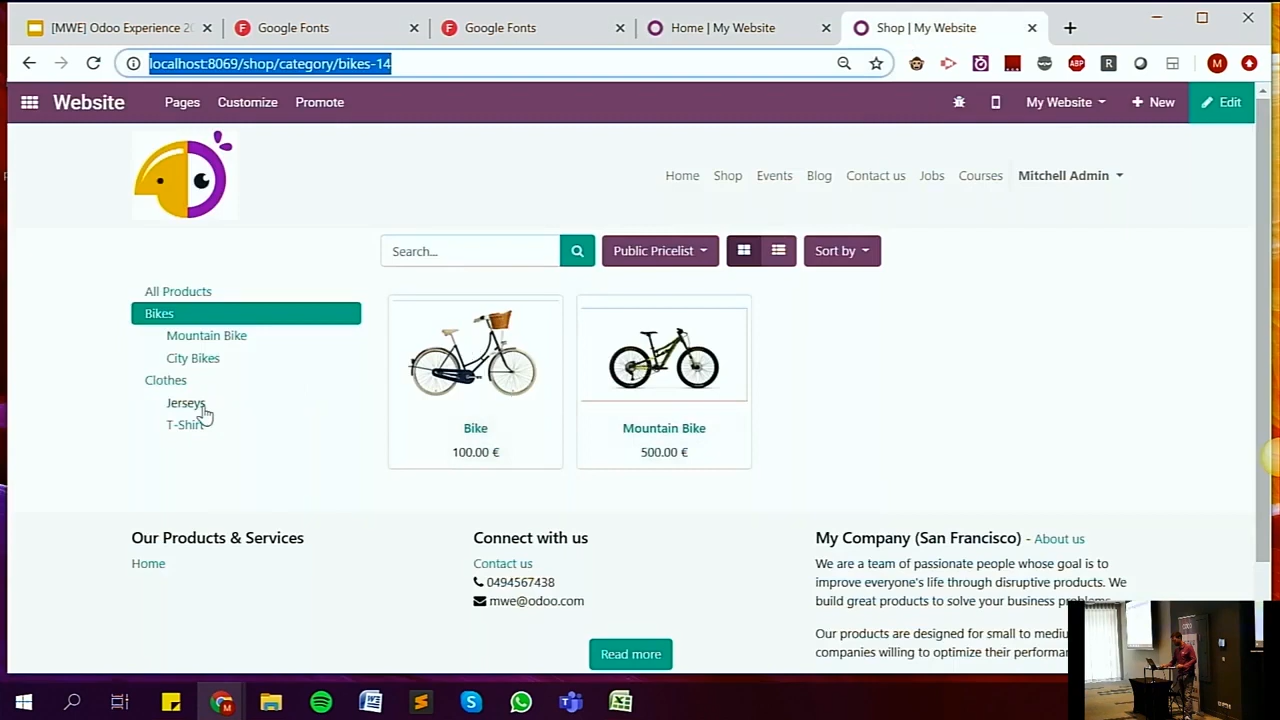 [MWE] Odoo Experience 20
Google Fonts
Google Fonts
Home | My Website
Shop | My Website
localhost:8069/shop/category/bikes-14
ABP
R
M
Website
Pages
Customize
Promote
My Website
New
Edit
Home
Shop
Events
Blog
Contact us
Jobs
Courses
Mitchell Admin
Search...
Public Pricelist
Sort by
All Products
Bikes
Mountain Bike
City Bikes
Clothes
Jerseys
T-Shirt
Bike
100.00 €
Mountain Bike
500.00 €
Our Products & Services
Home
Connect with us
Contact us
0494567438
mwe@odoo.com
Read more
My Company (San Francisco) - About us
We are a team of passionate people whose goal is to
improve everyone's life through disruptive products. We
build great products to solve your business problems.
Our products are designed for small to medium
companies willing to optimize their performance